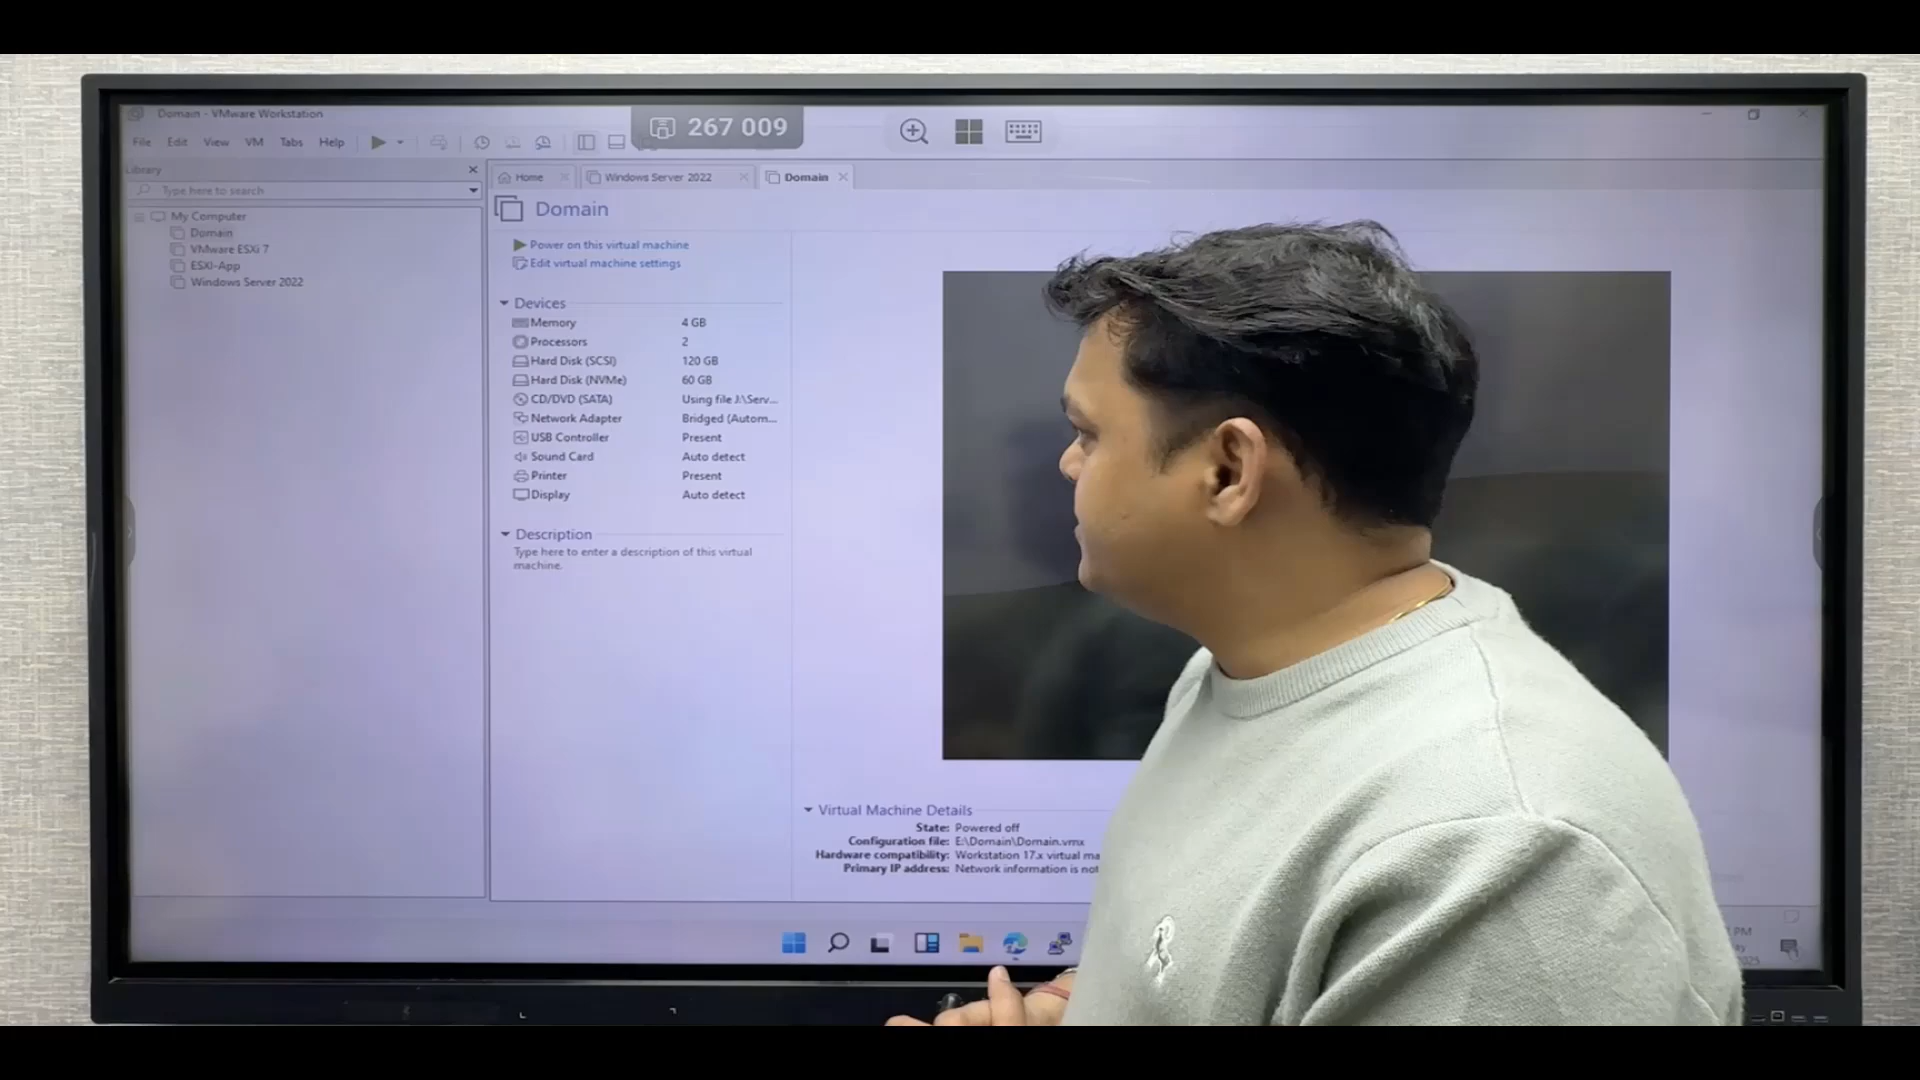 Domain - VMware Workstation
267 009
File Edit View VM Tabs Help
Library
Type here to search
My Computer
Domain
VMware ESXi 7
ESXI-App
Windows Server 2022
Home
Windows Server 2022
Domain
Domain
Power on this virtual machine
Edit virtual machine settings
Devices
Memory 4 GB
Processors 2
Hard Disk (SCSI) 120 GB
Hard Disk (NVMe) 60 GB
CD/DVD (SATA) Using file J:\Serv...
Network Adapter Bridged (Autom...
USB Controller Present
Sound Card Auto detect
Printer Present
Display Auto detect
Description
Type here to enter a description of this virtual
machine.
Virtual Machine Details
State: Powered off
Configuration file: E:\Domain\Domain.vmx
Hardware compatibility: Workstation 17.x virtual ma
Primary IP address: Network information is not
PM